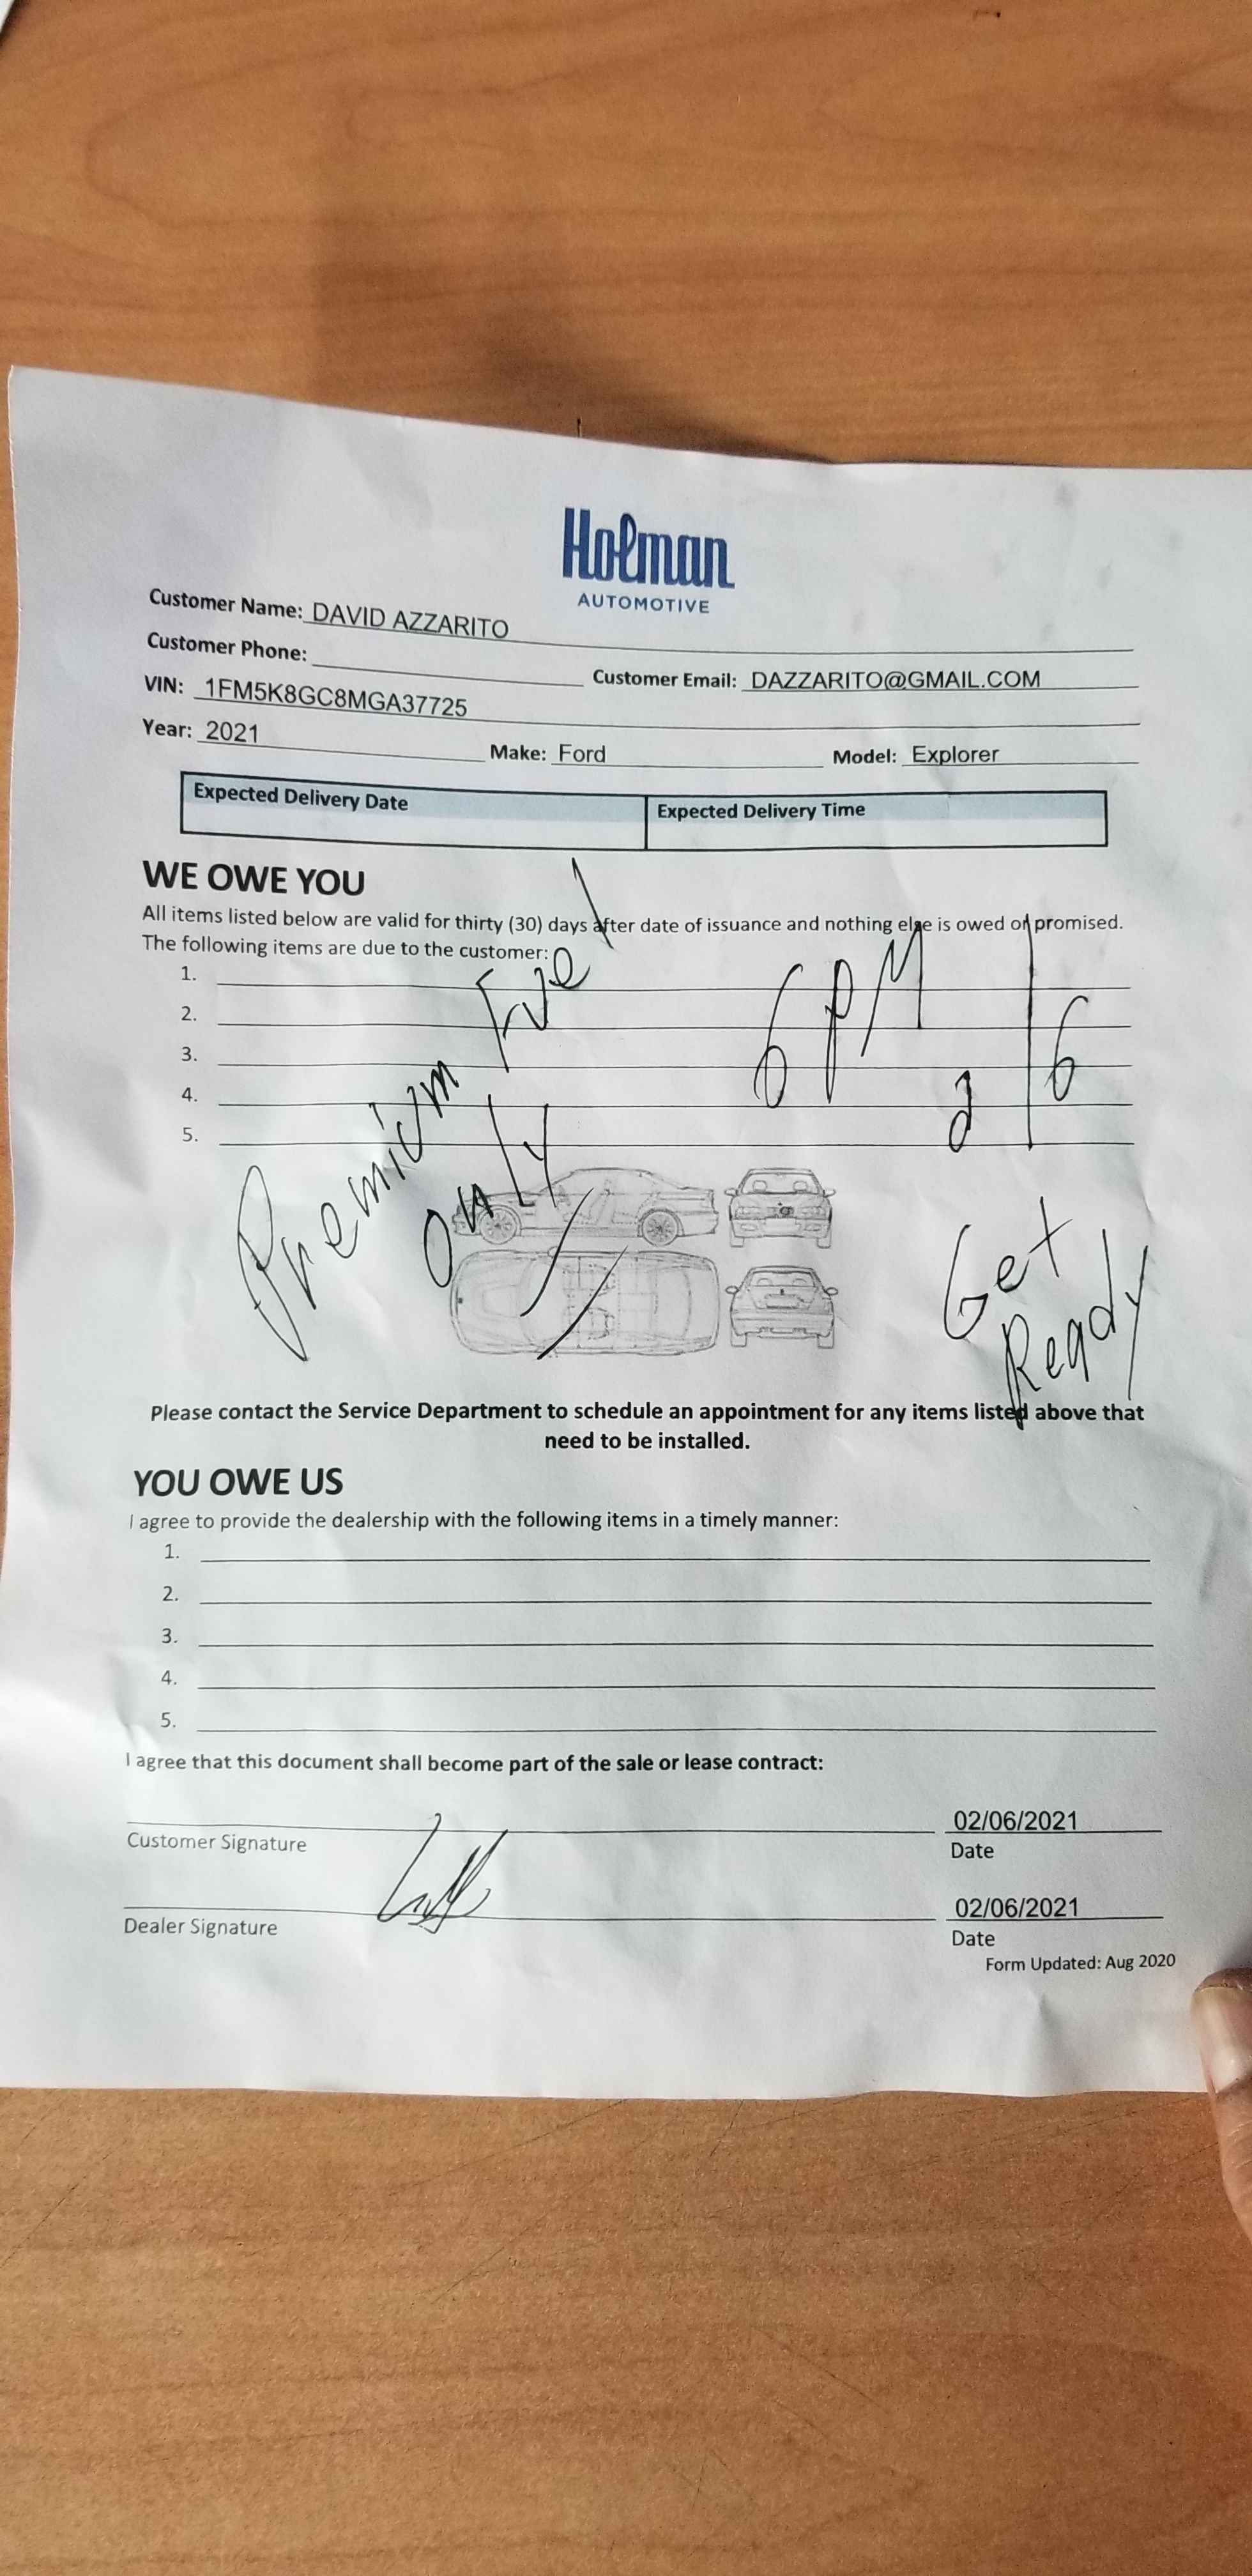 Holman
AUTOMOTIVE
Customer Name: DAVID AZZARITO
Customer Phone:
Customer Email: DAZZARITO@GMAIL.COM
VIN: 1FM5K8GC8MGA37725
Year: 2021 Make: Ford Model: Explorer
Expected Delivery Date Expected Delivery Time
WE OWE YOU
All items listed below are valid for thirty (30) days after date of issuance and nothing else is owed or promised.
The following items are due to the customer:
1.
2.
3.
4.
5.
Premium Fuel
only
6 PM
2/6
Get
Ready
Please contact the Service Department to schedule an appointment for any items listed above that
need to be installed.
YOU OWE US
I agree to provide the dealership with the following items in a timely manner:
1.
2.
3.
4.
5.
I agree that this document shall become part of the sale or lease contract:
02/06/2021
Customer Signature Date
02/06/2021
Dealer Signature Date
Form Updated: Aug 2020